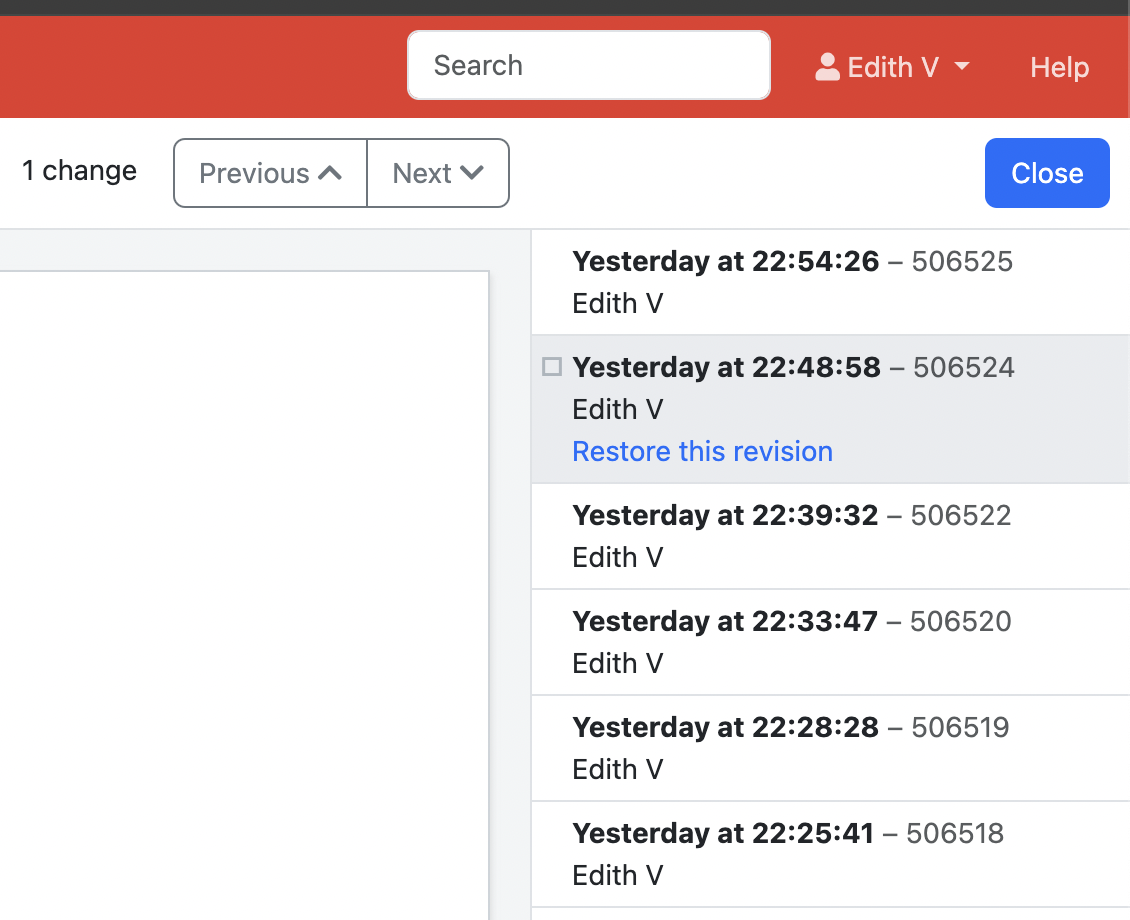 Search
Edith V
Help
1 change
Previous
Next
Close
Yesterday at 22:54:26 – 506525
Edith V
Yesterday at 22:48:58 – 506524
Edith V
Restore this revision
Yesterday at 22:39:32 – 506522
Edith V
Yesterday at 22:33:47 – 506520
Edith V
Yesterday at 22:28:28 – 506519
Edith V
Yesterday at 22:25:41 – 506518
Edith V